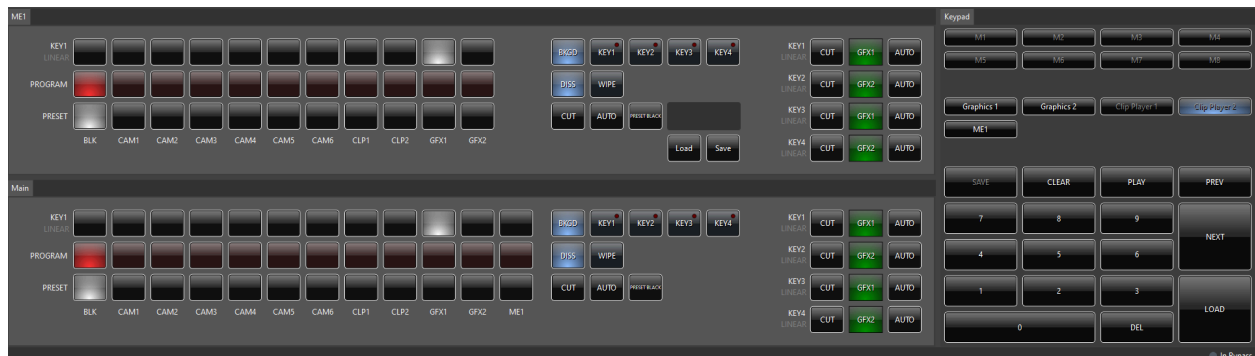 ME1
KEY1
LINEAR
PROGRAM
PRESET
BLK CAM1 CAM2 CAM3 CAM4 CAM5 CAM6 CLP1 CLP2 GFX1 GFX2
BKGD KEY1 KEY2 KEY3 KEY4
DISS WIPE
CUT AUTO PRESET BLACK
Load Save
KEY1
LINEAR
CUT GFX1 AUTO
KEY2
LINEAR
CUT GFX2 AUTO
KEY3
LINEAR
CUT GFX1 AUTO
KEY4
LINEAR
CUT GFX2 AUTO
Main
KEY1
LINEAR
PROGRAM
PRESET
BLK CAM1 CAM2 CAM3 CAM4 CAM5 CAM6 CLP1 CLP2 GFX1 GFX2 ME1
BKGD KEY1 KEY2 KEY3 KEY4
DISS WIPE
CUT AUTO PRESET BLACK
KEY1
LINEAR
CUT GFX1 AUTO
KEY2
LINEAR
CUT GFX2 AUTO
KEY3
LINEAR
CUT GFX1 AUTO
KEY4
LINEAR
CUT GFX2 AUTO
Keypad
M1 M2 M3 M4
M5 M6 M7 M8
Graphics 1 Graphics 2 Clip Player 1 Clip Player 2
ME1
SAVE CLEAR PLAY PREV
7 8 9
NEXT
4 5 6
1 2 3
LOAD
0 DEL
In Bypass